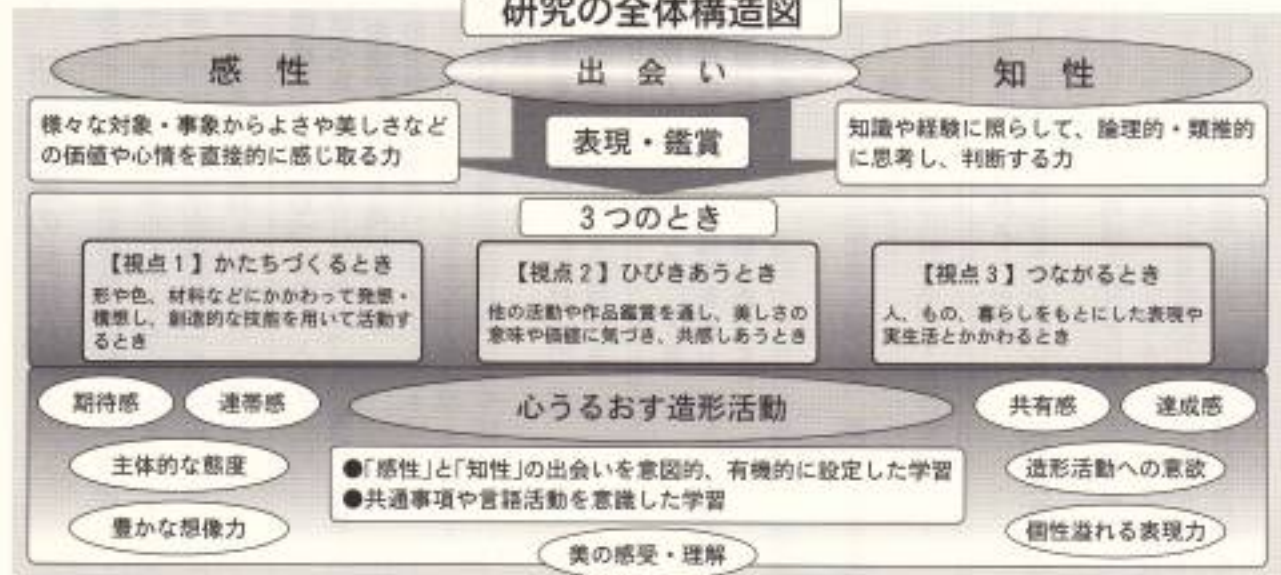 研究の全体構造図
感 性
出 会 い
知 性
様々な対象・事象からよさや美しさなど
の価値や心情を直接的に感じ取る力
表現・鑑賞
知識や経験に照らして、論理的・類推的
に思考し、判断する力
3つのとき
【視点1】かたちづくるとき
形や色、材料などにかかわって発想・
構想し、創造的な技能を用いて活動す
るとき
【視点2】ひびきあうとき
他の活動や作品鑑賞を通し、美しさの
意味や価値に気づき、共感しあうとき
【視点3】つながるとき
人、もの、暮らしをもとにした表現や
実生活とかかわるとき
期待感
連帯感
心うるおす造形活動
共有感
達成感
主体的な態度
●「感性」と「知性」の出会いを意図的、有機的に設定した学習
●共通事項や言語活動を意識した学習
造形活動への意欲
豊かな想像力
個性溢れる表現力
美の感受・理解